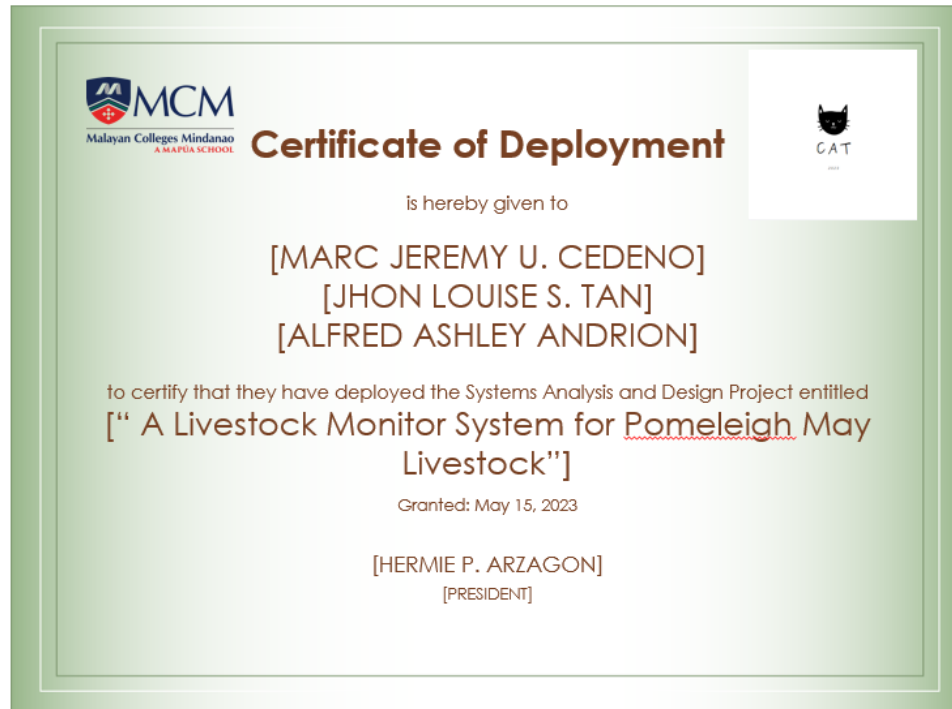 MCM
Malayan Colleges Mindanao
A MAPÚA SCHOOL
Certificate of Deployment
CAT
is hereby given to
[MARC JEREMY U. CEDENO]
[JHON LOUISE S. TAN]
[ALFRED ASHLEY ANDRION]
to certify that they have deployed the Systems Analysis and Design Project entitled
[“ A Livestock Monitor System for Pomeleigh May
Livestock”]
Granted: May 15, 2023
[HERMIE P. ARZAGON]
[PRESIDENT]